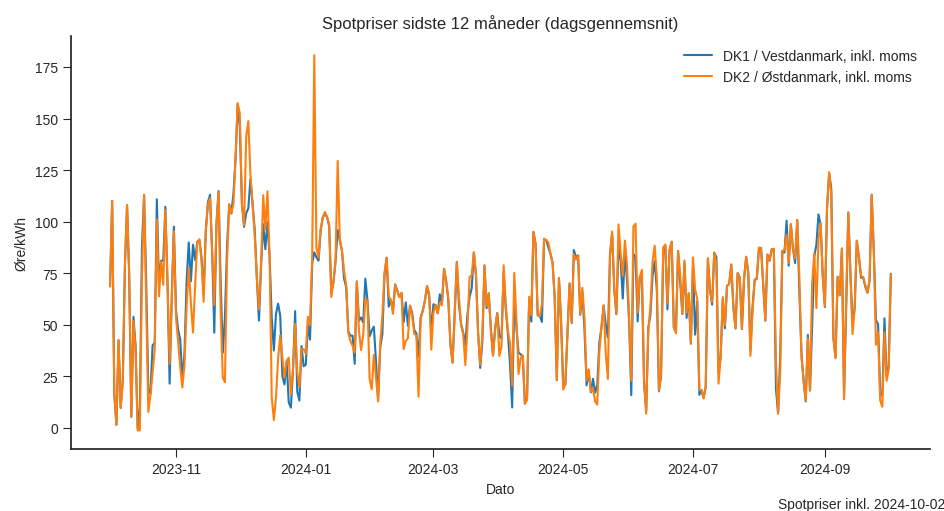 Spotpriser sidste 12 måneder (dagsgennemsnit)
DK1 / Vestdanmark, inkl. moms
DK2 / Østdanmark, inkl. moms
Øre/kWh
175
150
125
100
75
50
25
0
2023-11
2024-01
2024-03
2024-05
2024-07
2024-09
Dato
Spotpriser inkl. 2024-10-02